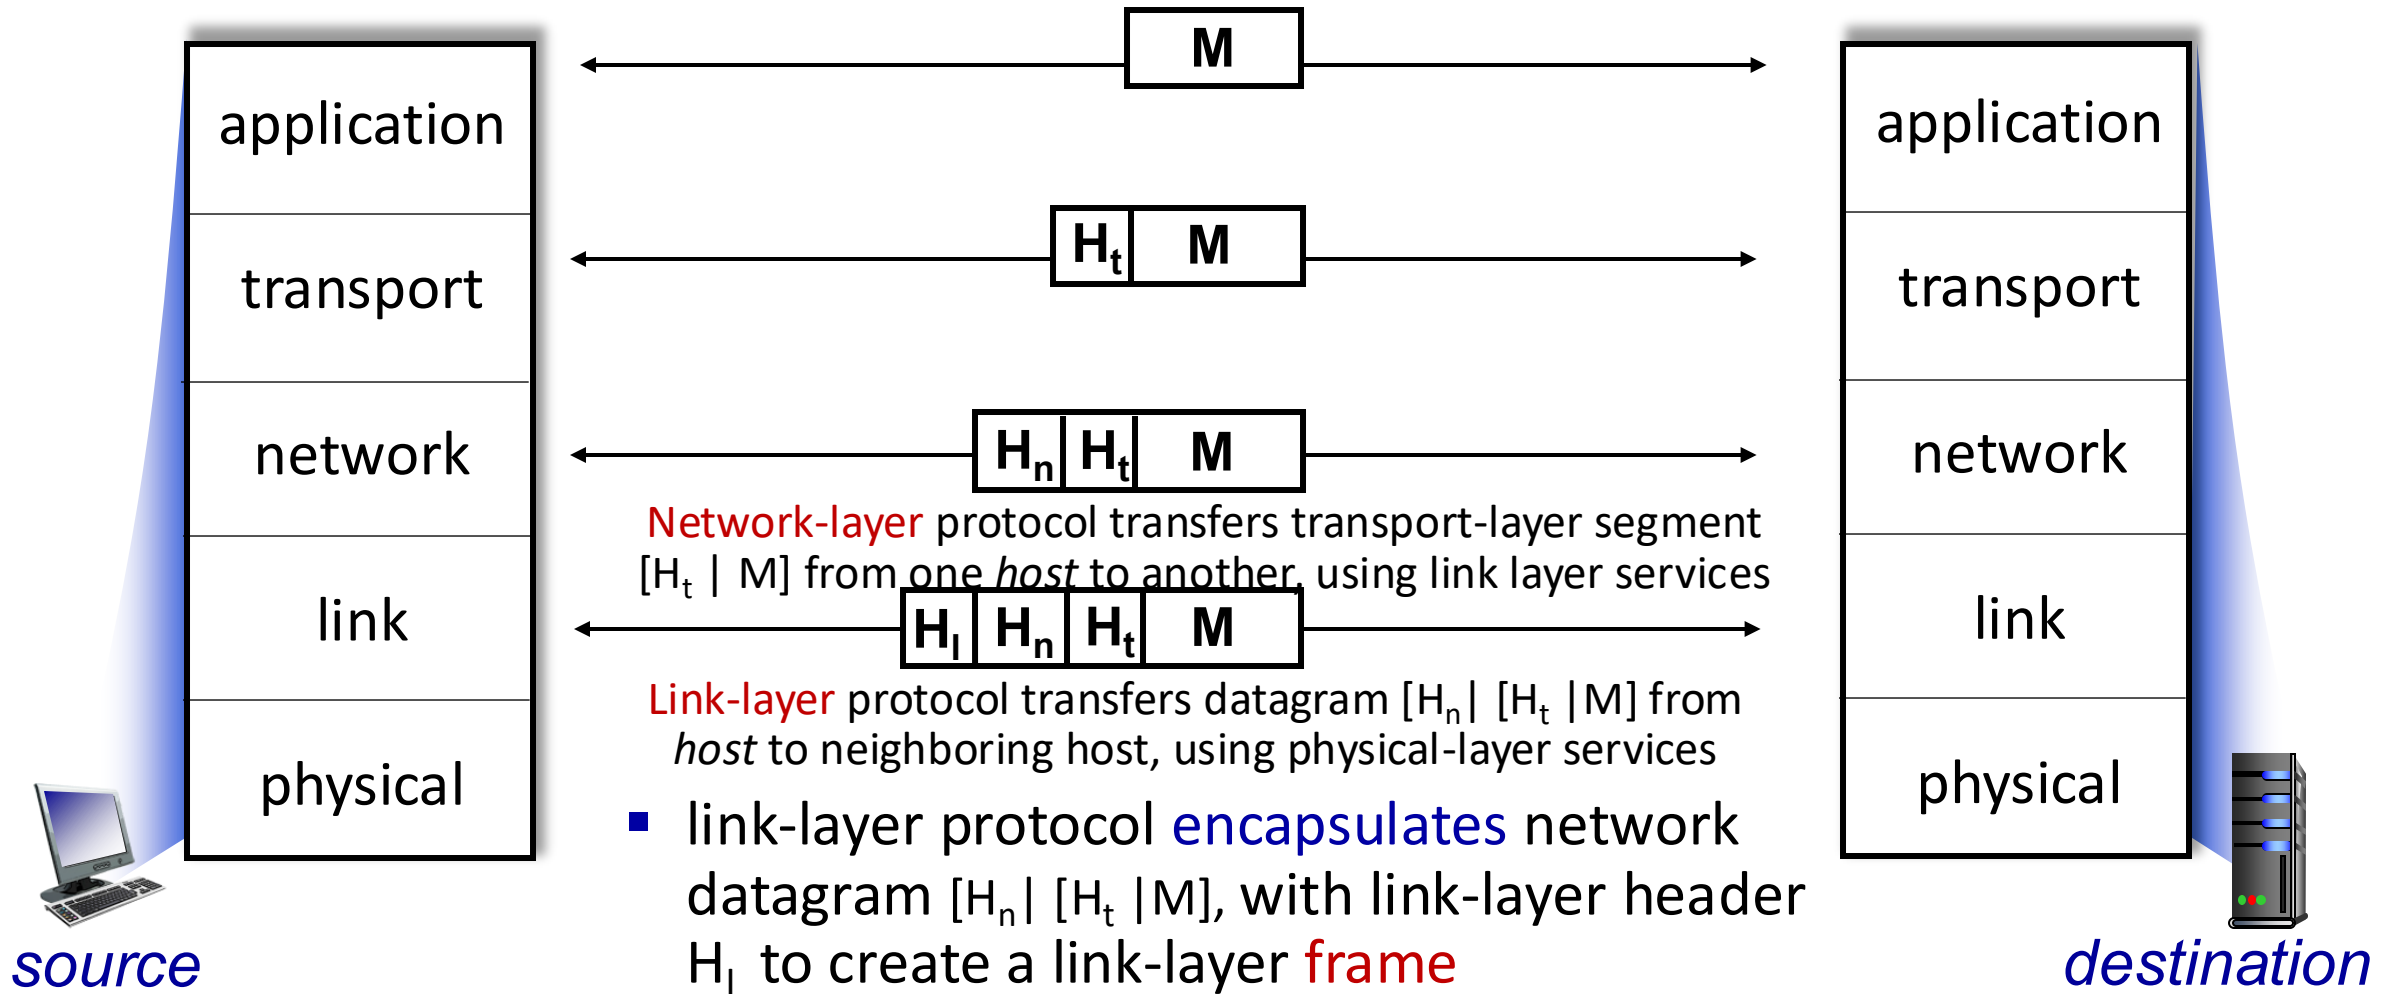 M
application
application
Ht M
transport
transport
Hn Ht M
network
network
Network-layer protocol transfers transport-layer segment
[Ht | M] from one host to another, using link layer services
Hl Hn Ht M
link
link
Link-layer protocol transfers datagram [Hn| [Ht |M] from
host to neighboring host, using physical-layer services
physical
physical
▪ link-layer protocol encapsulates network
datagram [Hn| [Ht |M], with link-layer header
Hl to create a link-layer frame
source
destination